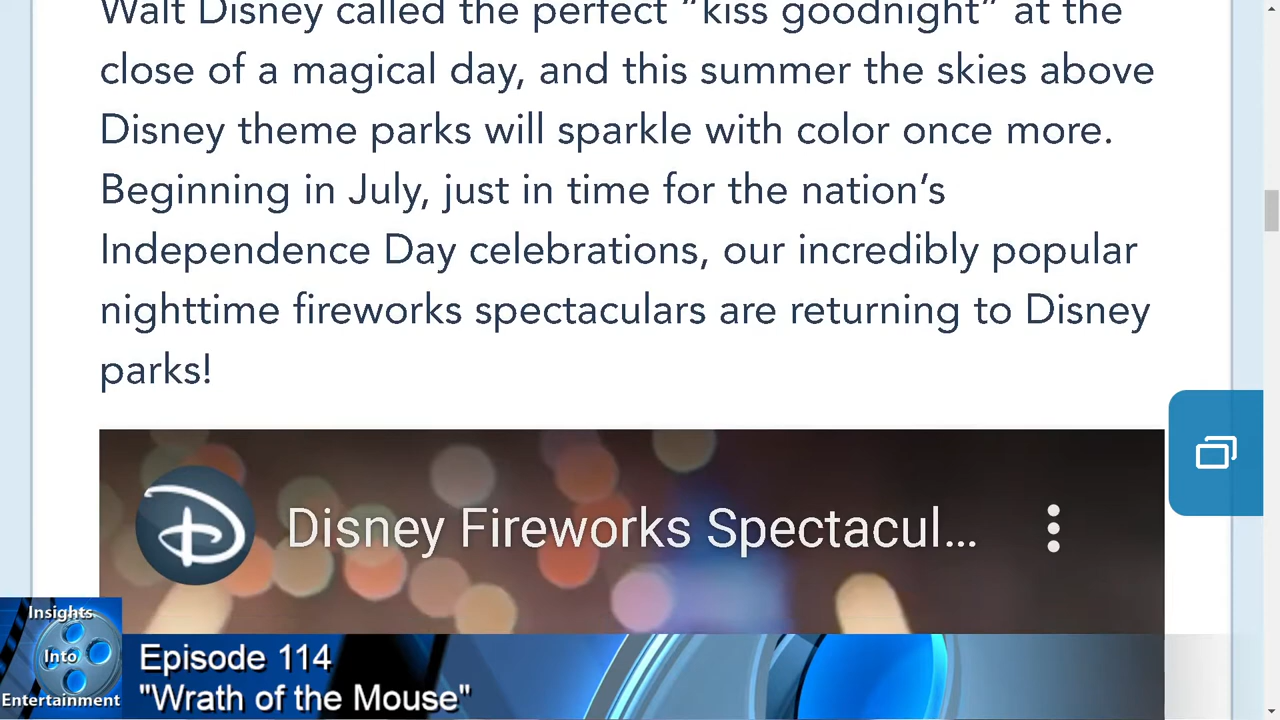 Walt Disney called the perfect “kiss goodnight” at the
close of a magical day, and this summer the skies above
Disney theme parks will sparkle with color once more.
Beginning in July, just in time for the nation’s
Independence Day celebrations, our incredibly popular
nighttime fireworks spectaculars are returning to Disney
parks!
Disney Fireworks Spectacul...
Insights
Into
Entertainment
Episode 114
"Wrath of the Mouse"